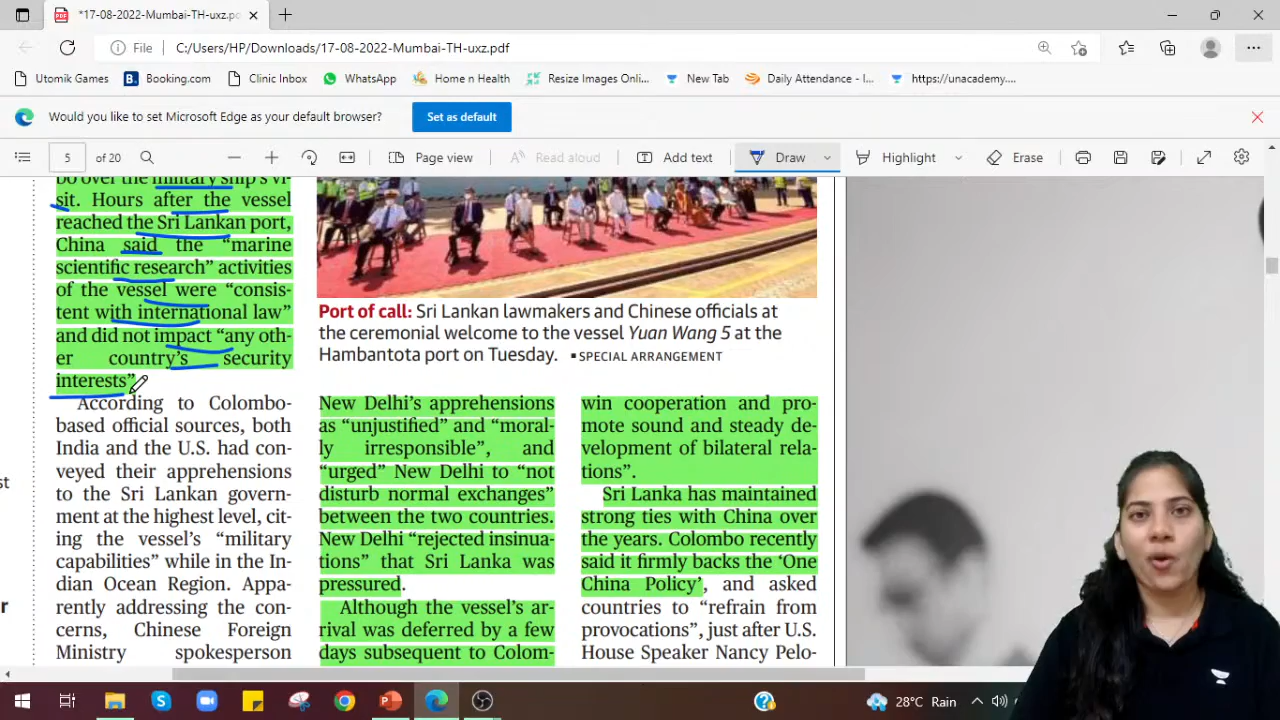 *17-08-2022-Mumbai-TH-uxz.po
File
C:/Users/HP/Downloads/17-08-2022-Mumbai-TH-uxz.pdf
Utomik Games
Booking.com
Clinic Inbox
WhatsApp
Home n Health
Resize Images Onl...
New Tab
Daily Attendance - I...
https://unacademy....
Would you like to set Microsoft Edge as your default browser?
Set as default
5
of 20
Page view
Read aloud
Add text
Draw
Highlight
Erase
bo over the military ship's vi-
sit. Hours after the vessel
reached the Sri Lankan port,
China said the “marine
scientific research” activities
of the vessel were “consis-
tent with international law”
and did not impact “any oth-
er country's security
interests”
According to Colombo-
based official sources, both
India and the U.S. had con-
veyed their apprehensions
to the Sri Lankan govern-
ment at the highest level, cit-
ing the vessel's “military
capabilities” while in the In-
dian Ocean Region. Appa-
rently addressing the con-
cerns, Chinese Foreign
Ministry spokesperson
Port of call: Sri Lankan lawmakers and Chinese officials at
the ceremonial welcome to the vessel Yuan Wang 5 at the
Hambantota port on Tuesday. ▪SPECIAL ARRANGEMENT
New Delhi's apprehensions
as “unjustified” and “moral-
ly irresponsible”, and
“urged” New Delhi to “not
disturb normal exchanges”
between the two countries.
New Delhi “rejected insinua-
tions” that Sri Lanka was
pressured.
Although the vessel's ar-
rival was deferred by a few
days subsequent to Colom-
win cooperation and pro-
mote sound and steady de-
velopment of bilateral rela-
tions”.
Sri Lanka has maintained
strong ties with China over
the years. Colombo recently
said it firmly backs the ‘One
China Policy’, and asked
countries to “refrain from
provocations”, just after U.S.
House Speaker Nancy Pelo-
st
r
28°C Rain